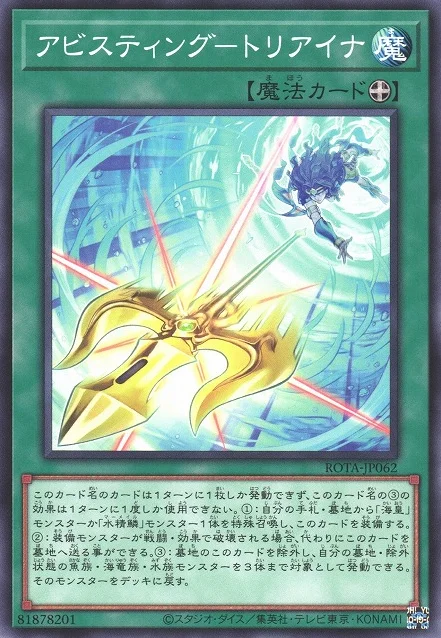 アビスティングートリアイナ
魔
【魔法カード】
ROTA-JP062
このカード名のカードは1ターンに1枚しか発動できず、このカード名の③の
効果は1ターンに1度しか使用できない。①:自分の手札・墓地から「海皇」
モンスターか「水精鱗」モンスター1体を特殊召喚し、このカードを装備する。
②:装備モンスターが戦闘・効果で破壊される場合、代わりにこのカードを
墓地へ送る事ができる。③:墓地のこのカードを除外し、自分の墓地・除外
状態の魚族・海竜族・水族モンスターを3体まで対象として発動できる。
そのモンスターをデッキに戻す。
81878201
©スタジオ・ダイス/集英社・テレビ東京・KONAMI